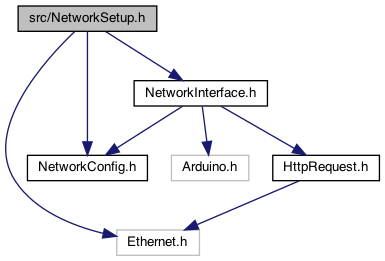 src/NetworkSetup.h
NetworkInterface.h
NetworkConfig.h
Arduino.h
HttpRequest.h
Ethernet.h